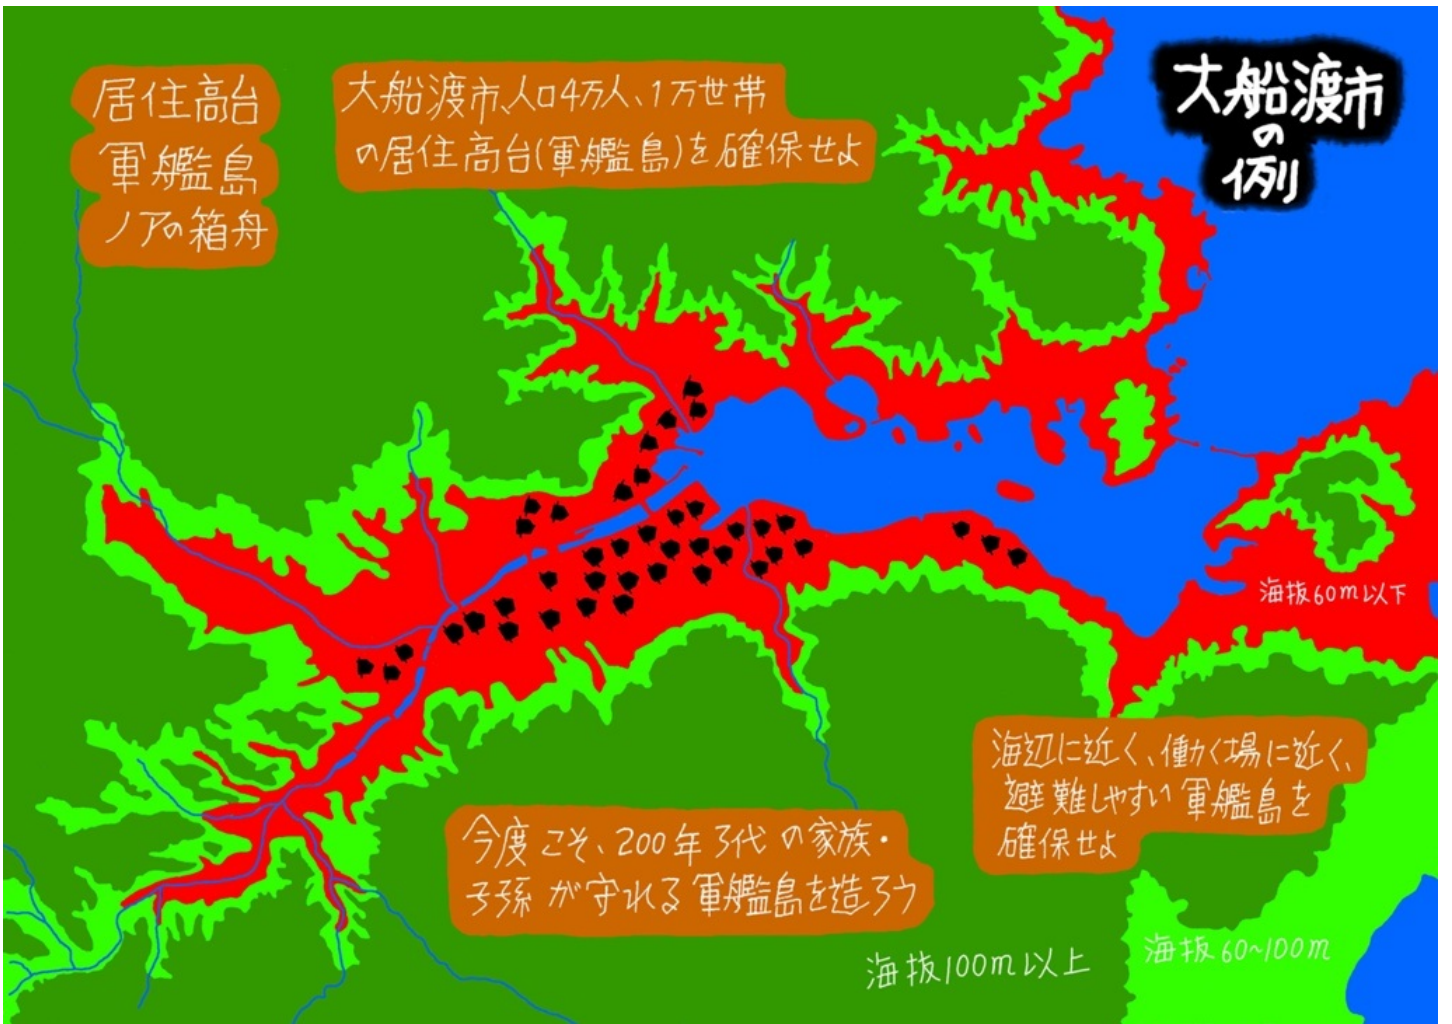 大船渡市
の
例
居住高台
軍艦島
ノアの箱舟
大船渡市、人口4万人、1万世帯
の居住高台(軍艦島)を確保せよ
海抜60m以下
海辺に近く、働く場に近く、
避難しやすい軍艦島を
確保せよ
今度こそ、200年3代の家族・
子孫が守れる軍艦島を造ろう
海抜100m以上
海抜60~100m